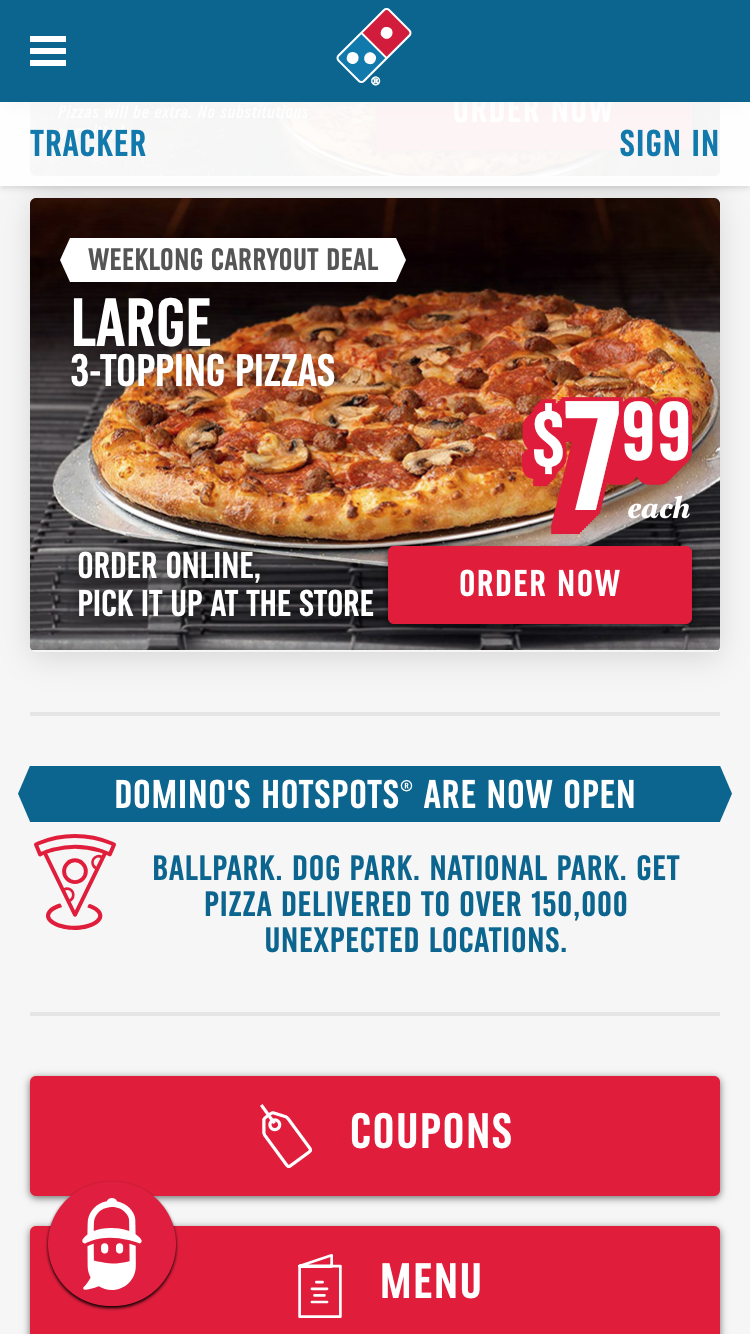 Pizzas will be extra. No substitutions.
ORDER NOW
TRACKER
SIGN IN
WEEKLONG CARRYOUT DEAL
LARGE
3-TOPPING PIZZAS
$7.99
each
ORDER ONLINE,
PICK IT UP AT THE STORE
ORDER NOW
DOMINO'S HOTSPOTS® ARE NOW OPEN
BALLPARK. DOG PARK. NATIONAL PARK. GET
PIZZA DELIVERED TO OVER 150,000
UNEXPECTED LOCATIONS.
COUPONS
MENU